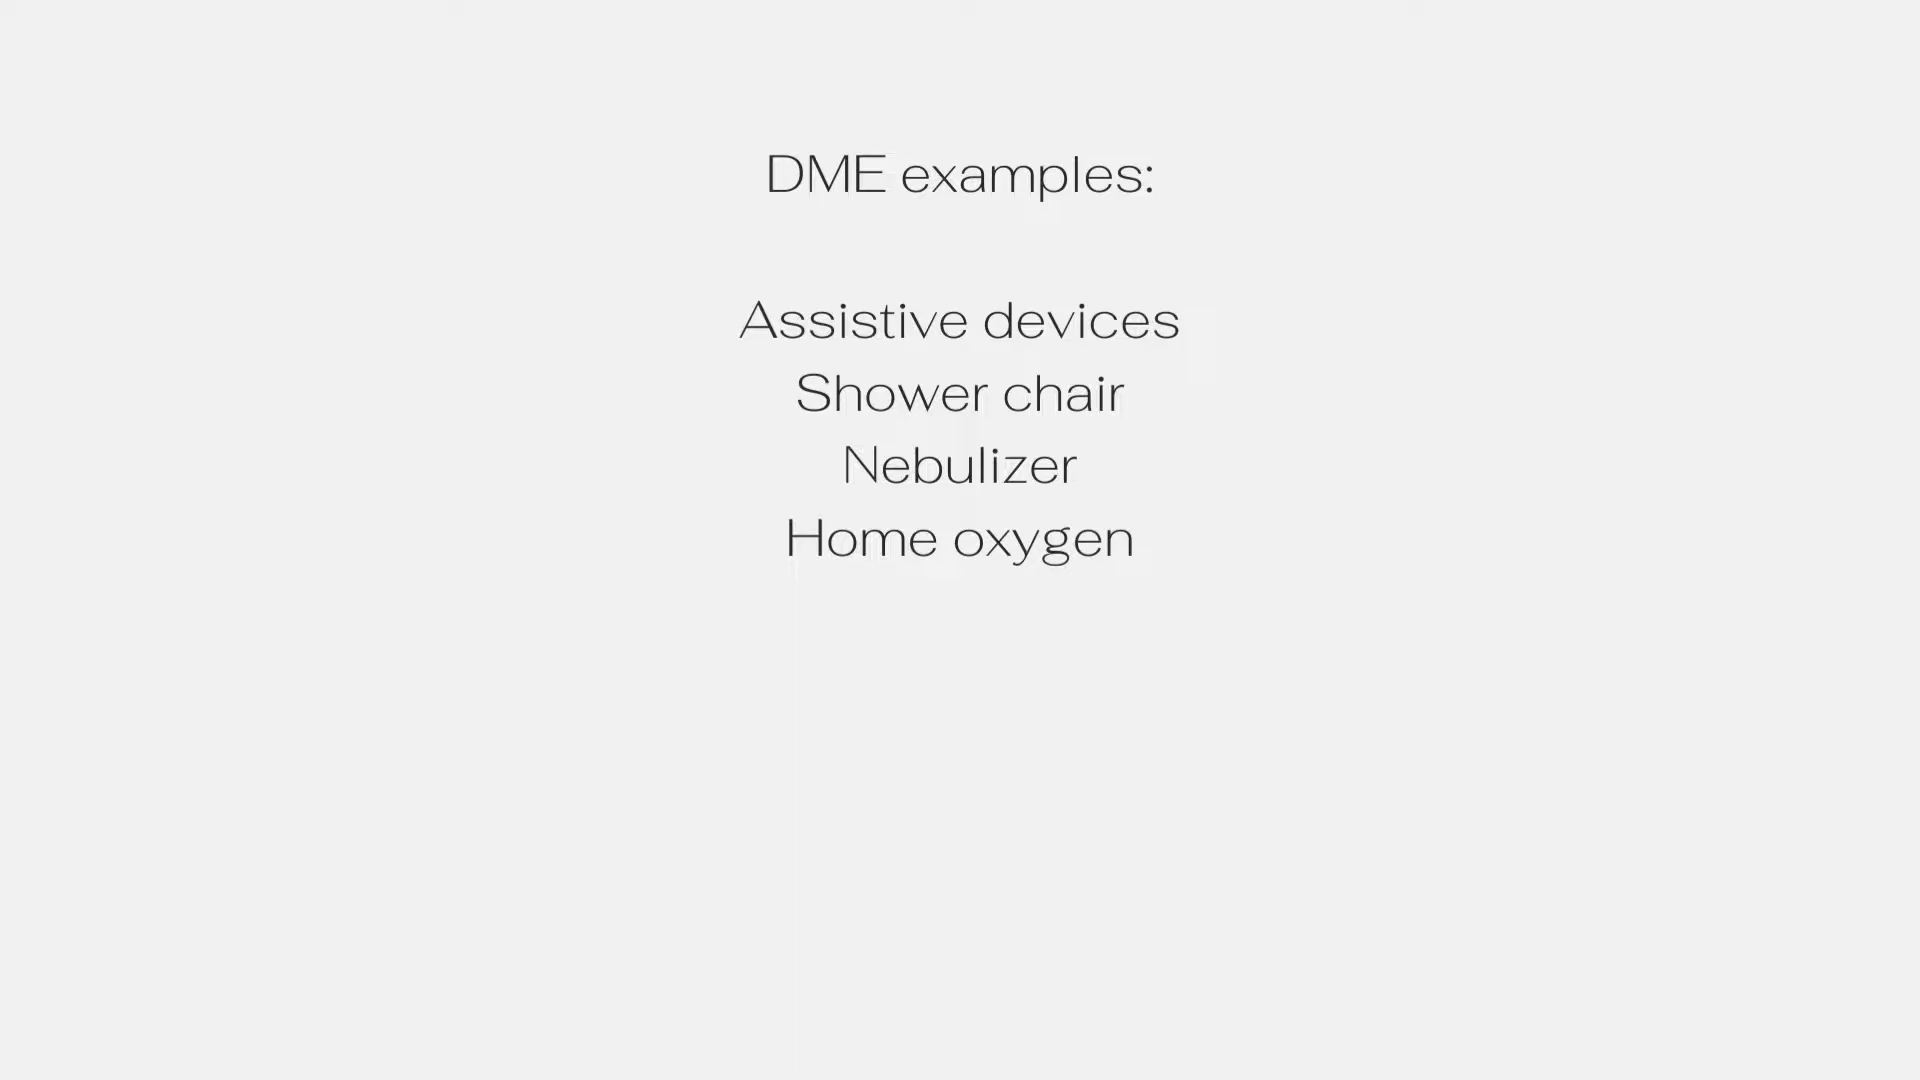 DME examples:
Assistive devices
Shower chair
Nebulizer
Home oxygen